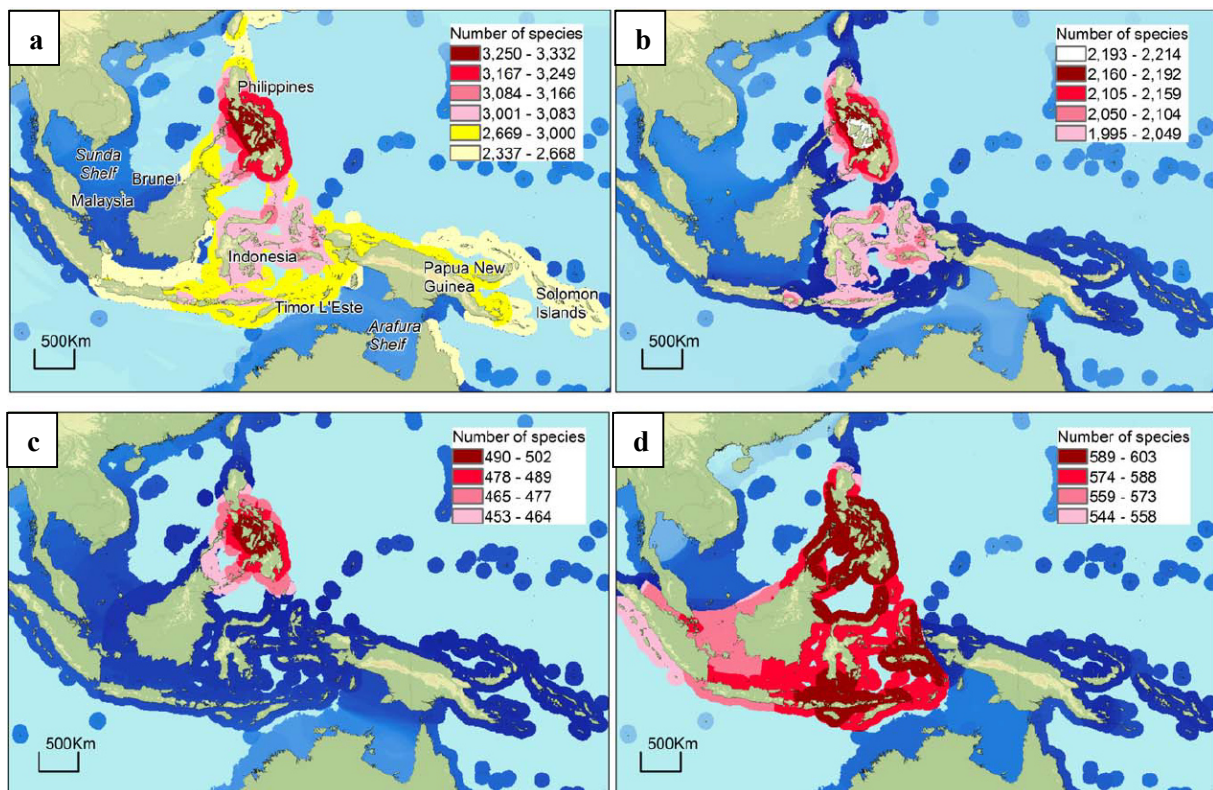 a
Number of species
3,250 - 3,332
3,167 - 3,249
3,084 - 3,166
3,001 - 3,083
2,669 - 3,000
2,337 - 2,668
Philippines
Sunda
Shelf
Brunei
Malaysia
Indonesia
Papua New
Guinea
Solomon
Islands
Timor L'Este
Arafura
Shelf
500Km
b
Number of species
2,193 - 2,214
2,160 - 2,192
2,105 - 2,159
2,050 - 2,104
1,995 - 2,049
500Km
c
Number of species
490 - 502
478 - 489
465 - 477
453 - 464
500Km
d
Number of species
589 - 603
574 - 588
559 - 573
544 - 558
500Km